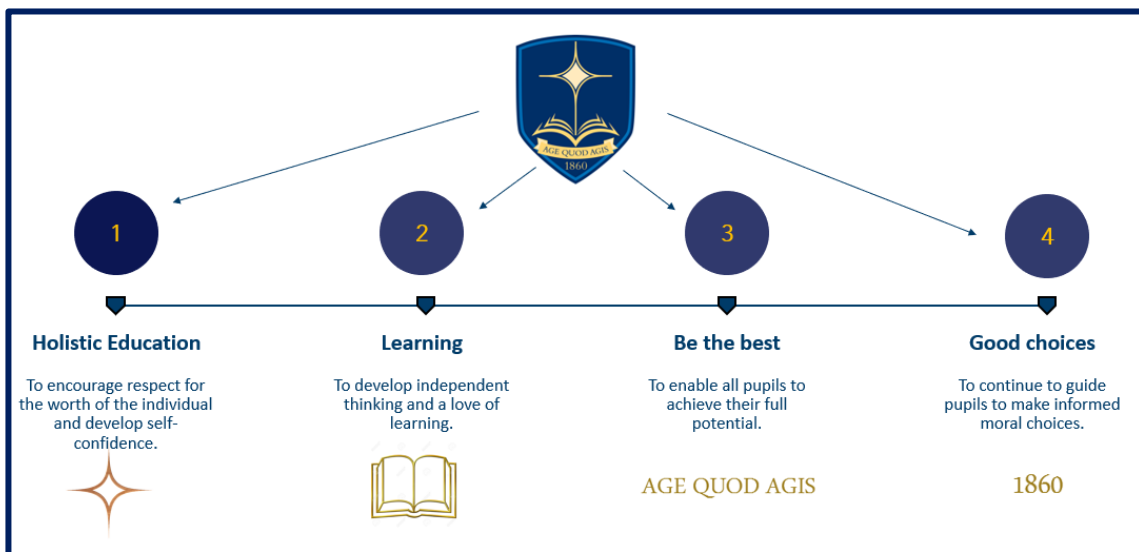 AGE QUOD AGIS
1860
1
2
3
4
Holistic Education
To encourage respect for
the worth of the individual
and develop self-
confidence.
Learning
To develop independent
thinking and a love of
learning.
Be the best
To enable all pupils to
achieve their full
potential.
AGE QUOD AGIS
Good choices
To continue to guide
pupils to make informed
moral choices.
1860